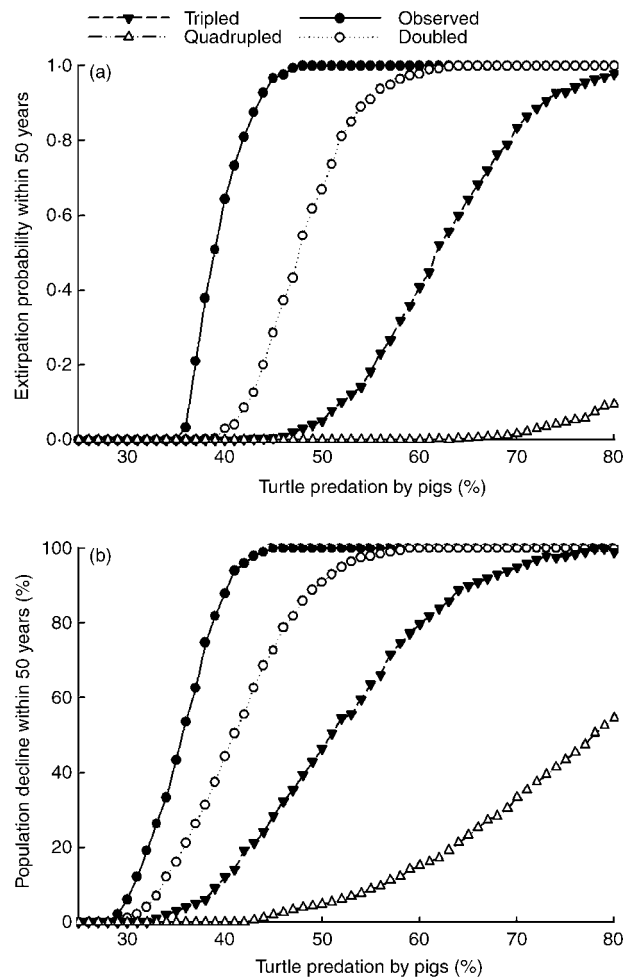 Tripled Observed
Quadrupled Doubled
(a)
Extirpation probability within 50 years
1·0
0·8
0·6
0·4
0·2
0·0
30 40 50 60 70 80
Turtle predation by pigs (%)
(b)
Population decline within 50 years (%)
100
80
60
40
20
0
30 40 50 60 70 80
Turtle predation by pigs (%)